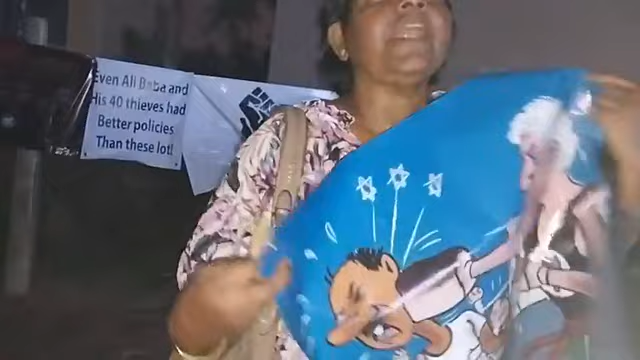 Even Ali Baba and
His 40 thieves had
Better policies
Than these lot!